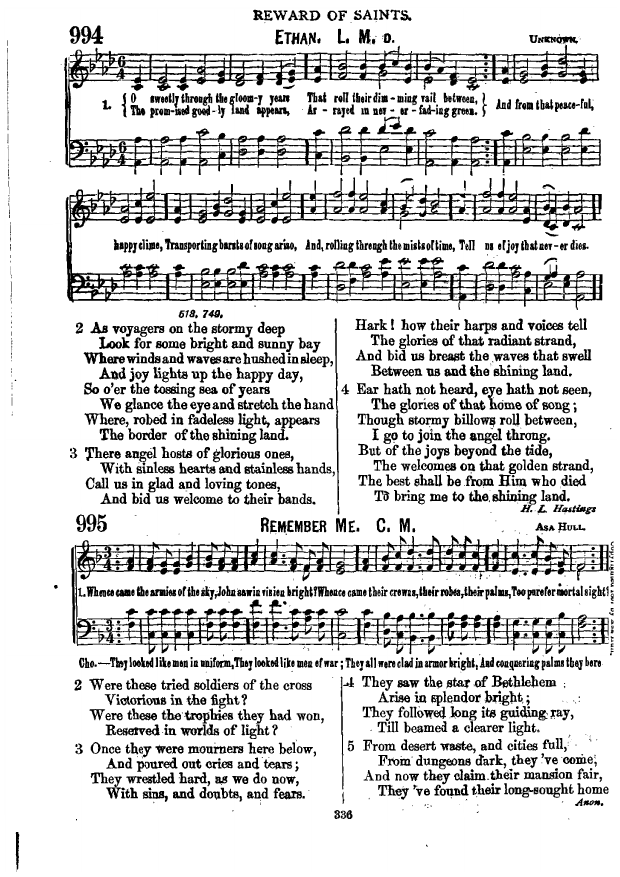 REWARD OF SAINTS.
994
ETHAN. L. M. D.
UNKNOWN.
1. { O sweetly through the gloom-y years That roll their dim-ming vail between, } And from that peace-ful,
{ The prom-ised good-ly land appears, Ar-rayed in nev-er-fad-ing green. }
happy clime, Transporting bursts of song arise, And, rolling through the mists of time, Tell us of joy that nev-er dies.
513, 749.
2 As voyagers on the stormy deep
Look for some bright and sunny bay
Where winds and waves are hushed in sleep,
And joy lights up the happy day,
So o'er the tossing sea of years
We glance the eye and stretch the hand
Where, robed in fadeless light, appears
The border of the shining land.
3 There angel hosts of glorious ones,
With sinless hearts and stainless hands,
Call us in glad and loving tones,
And bid us welcome to their bands.
Hark! how their harps and voices tell
The glories of that radiant strand,
And bid us breast the waves that swell
Between us and the shining land.
4 Ear hath not heard, eye hath not seen,
The glories of that home of song;
Though stormy billows roll between,
I go to join the angel throng.
But of the joys beyond the tide,
The welcomes on that golden strand,
The best shall be from Him who died
To bring me to the shining land.
H. L. Hastings
995
REMEMBER ME. C. M.
ASA HULL.
1. Whence came the armies of the sky, John saw in vision bright? Whence came their crowns, their robes, their palms, Too pure for mortal sight?
Cho.—They looked like men in uniform, They looked like men of war; They all were clad in armor bright, And conquering palms they bore
2 Were these tried soldiers of the cross
Victorious in the fight?
Were these the trophies they had won,
Reserved in worlds of light?
3 Once they were mourners here below,
And poured out cries and tears;
They wrestled hard, as we do now,
With sins, and doubts, and fears.
4 They saw the star of Bethlehem
Arise in splendor bright;
They followed long its guiding ray,
Till beamed a clearer light.
5 From desert waste, and cities full,
From dungeons dark, they 've come,
And now they claim their mansion fair,
They 've found their long-sought home
Anon.
336